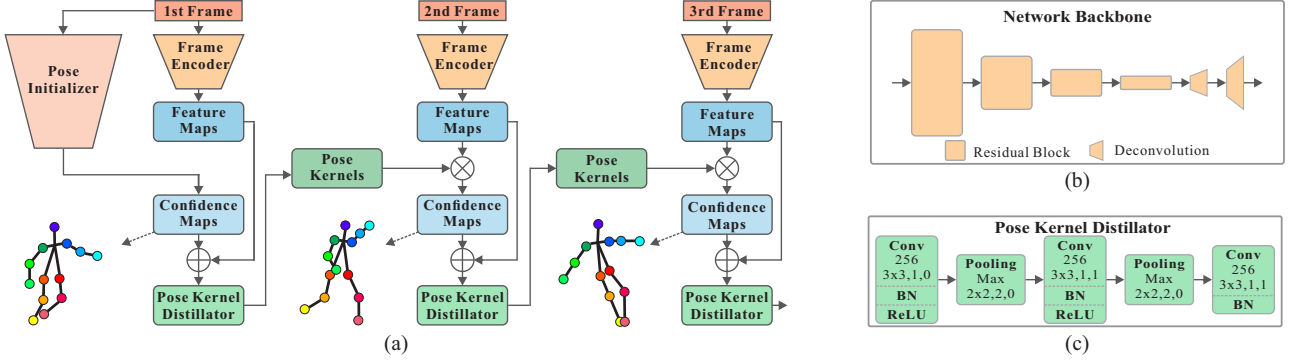 1st Frame
Pose
Initializer
Frame
Encoder
Feature
Maps
Confidence
Maps
Pose Kernel
Distillator
Pose
Kernels
2nd Frame
Frame
Encoder
Feature
Maps
Confidence
Maps
Pose Kernel
Distillator
Pose
Kernels
3rd Frame
Frame
Encoder
Feature
Maps
Confidence
Maps
Pose Kernel
Distillator
(a)
Network Backbone
Residual Block
Deconvolution
(b)
Pose Kernel Distillator
Conv
256
3x3,1,0
BN
ReLU
Pooling
Max
2x2,2,0
Conv
256
3x3,1,1
BN
ReLU
Pooling
Max
2x2,2,0
Conv
256
3x3,1,1
BN
(c)